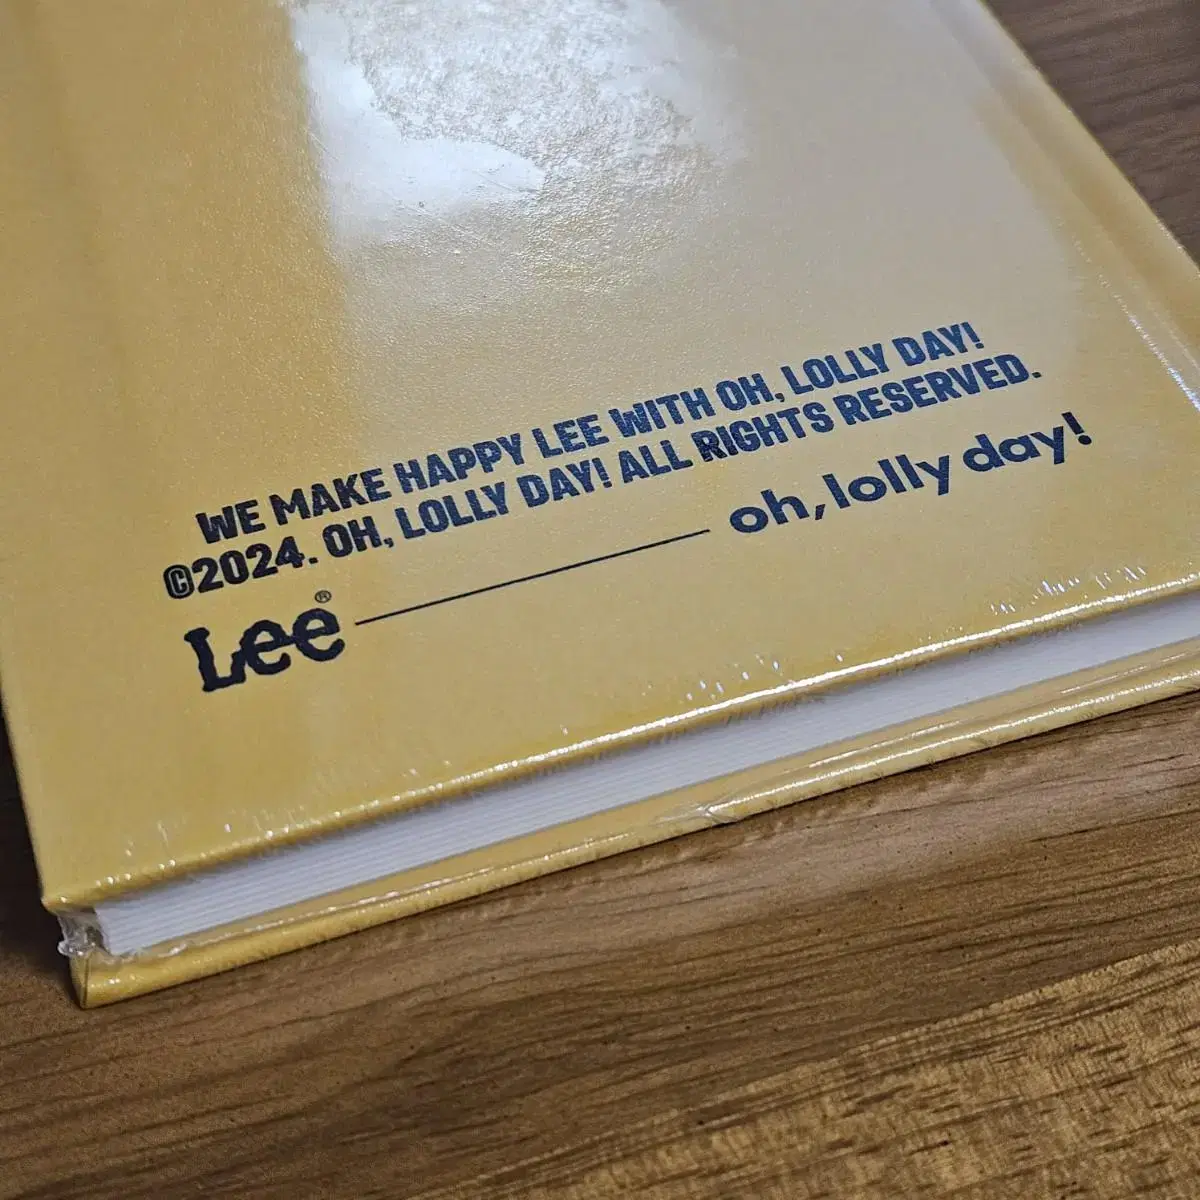 WE MAKE HAPPY LEE WITH OH, LOLLY DAY!
©2024. OH, LOLLY DAY! ALL RIGHTS RESERVED.
Lee® oh, lolly day!